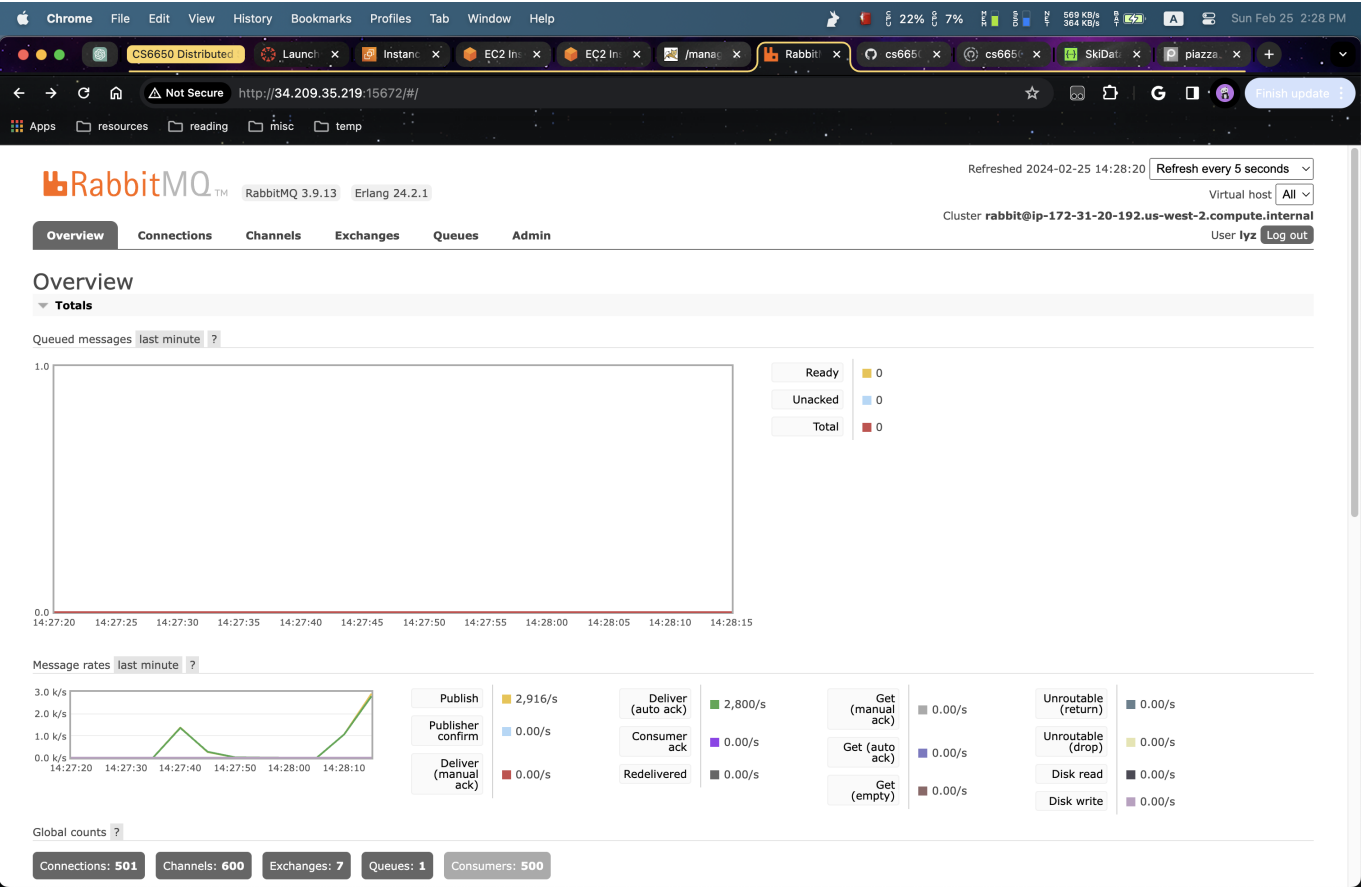 Chrome File Edit View History Bookmarks Profiles Tab Window Help 22% 7% 569 KB/s 364 KB/s A Sun Feb 25 2:28 PM
CS6650 Distributed Launch Instanc EC2 Ins EC2 Ins /manag Rabbit cs665 cs665 SkiDat piazza.
Not Secure http://34.209.35.219:15672/#/ G Finish update
Apps resources reading misc temp
Refreshed 2024-02-25 14:28:20 Refresh every 5 seconds
RabbitMQ TM RabbitMQ 3.9.13 Erlang 24.2.1
Virtual host All
Cluster rabbit@ip-172-31-20-192.us-west-2.compute.internal
User lyz Log out
Overview Connections Channels Exchanges Queues Admin
Overview
Totals
Queued messages last minute ?
1.0
0.0
14:27:20 14:27:25 14:27:30 14:27:35 14:27:40 14:27:45 14:27:50 14:27:55 14:28:00 14:28:05 14:28:10 14:28:15
Ready 0
Unacked 0
Total 0
Message rates last minute ?
3.0 k/s
2.0 k/s
1.0 k/s
0.0 k/s
14:27:20 14:27:30 14:27:40 14:27:50 14:28:00 14:28:10
Publish 2,916/s
Publisher
confirm 0.00/s
Deliver
(manual 0.00/s
ack)
Deliver
(auto ack) 2,800/s
Consumer
ack 0.00/s
Redelivered 0.00/s
Get
(manual 0.00/s
ack)
Get (auto
ack) 0.00/s
Get
(empty) 0.00/s
Unroutable
(return) 0.00/s
Unroutable
(drop) 0.00/s
Disk read 0.00/s
Disk write 0.00/s
Global counts ?
Connections: 501 Channels: 600 Exchanges: 7 Queues: 1 Consumers: 500